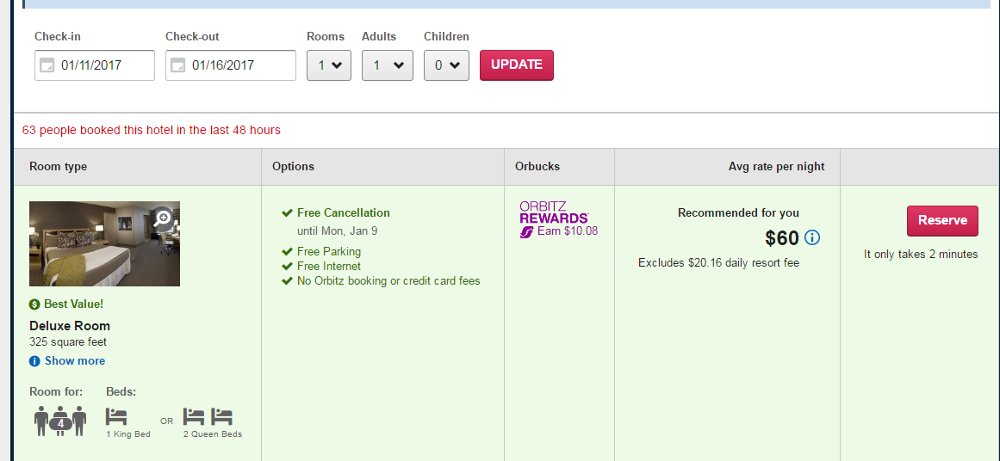 Check-in
Check-out
Rooms
Adults
Children
01/11/2017
01/16/2017
1
1
0
UPDATE
63 people booked this hotel in the last 48 hours
Room type
Options
Orbucks
Avg rate per night
Best Value!
Deluxe Room
325 square feet
Show more
Room for:
Beds:
4
1 King Bed
OR
2 Queen Beds
Free Cancellation
until Mon, Jan 9
Free Parking
Free Internet
No Orbitz booking or credit card fees
ORBITZ
REWARDS
Earn $10.08
Recommended for you
$60
Excludes $20.16 daily resort fee
Reserve
It only takes 2 minutes